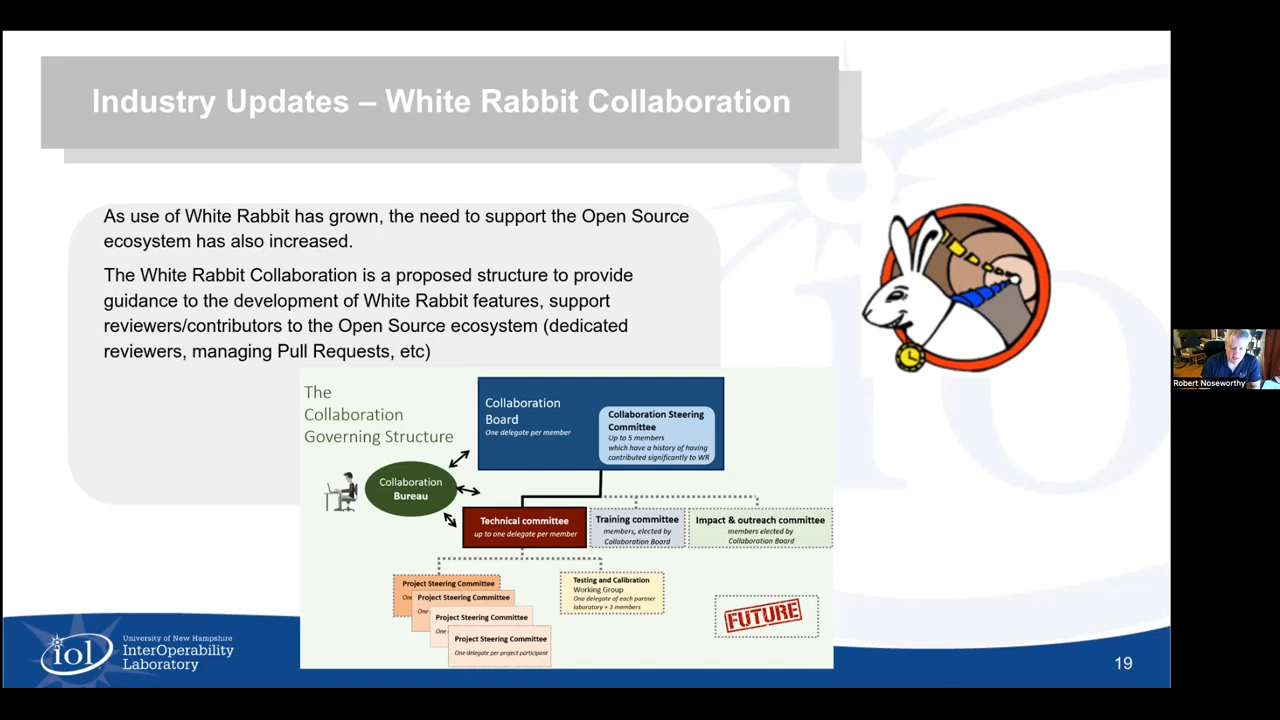 Industry Updates – White Rabbit Collaboration
As use of White Rabbit has grown, the need to support the Open Source
ecosystem has also increased.
The White Rabbit Collaboration is a proposed structure to provide
guidance to the development of White Rabbit features, support
reviewers/contributors to the Open Source ecosystem (dedicated
reviewers, managing Pull Requests, etc)
The
Collaboration
Governing Structure
Collaboration
Board
One delegate per member
Collaboration Steering
Committee
Up to 5 members
which have a history of having
contributed significantly to WR
Collaboration
Bureau
Technical committee
up to one delegate per member
Training committee
members, elected by
Collaboration Board
Impact & outreach committee
members elected by
Collaboration Board
Project Steering Committee
One
Project Steering Committee
One
Project Steering Committee
One
Project Steering Committee
One delegate per project participant
Testing and Calibration
Working Group
One delegate of each partner
laboratory + 3 members
FUTURE
iol
University of New Hampshire
InterOperability
Laboratory
19
Robert Noseworthy